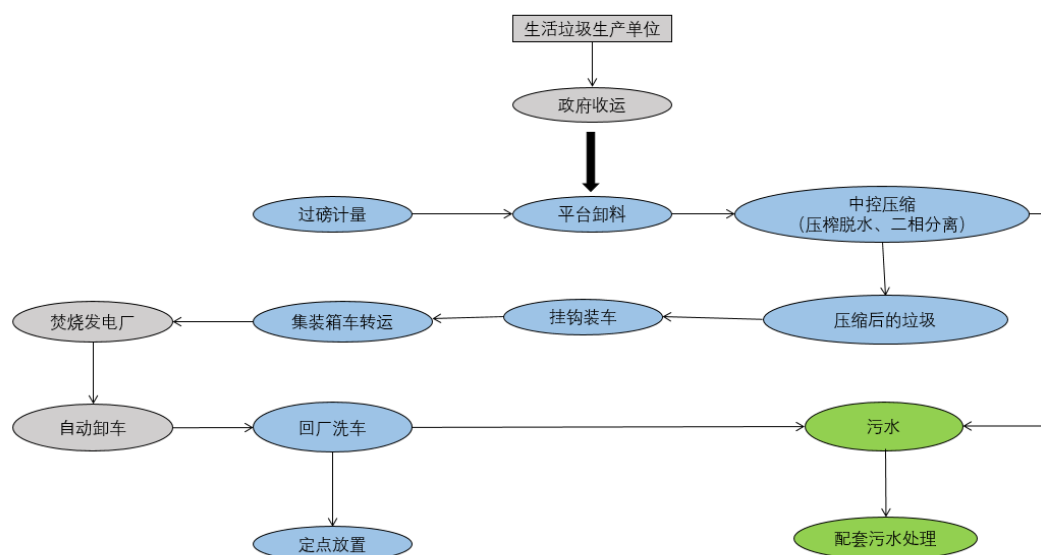 生活垃圾生产单位
政府收运
过磅计量
平台卸料
中控压缩
（压榨脱水、二相分离）
焚烧发电厂
集装箱车转运
挂钩装车
压缩后的垃圾
自动卸车
回厂洗车
污水
定点放置
配套污水处理